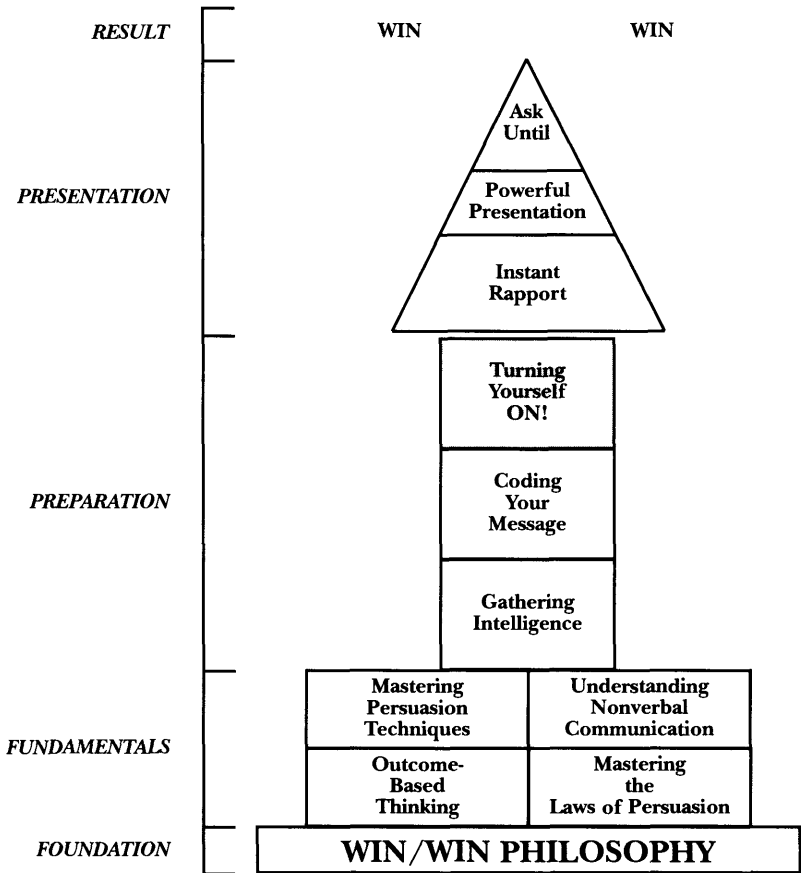 RESULT
WIN WIN
Ask
Until
PRESENTATION
Powerful
Presentation
Instant
Rapport
Turning
Yourself
ON!
PREPARATION
Coding
Your
Message
Gathering
Intelligence
FUNDAMENTALS
Mastering
Persuasion
Techniques
Understanding
Nonverbal
Communication
Outcome-
Based
Thinking
Mastering
the
Laws of Persuasion
FOUNDATION
WIN/WIN PHILOSOPHY